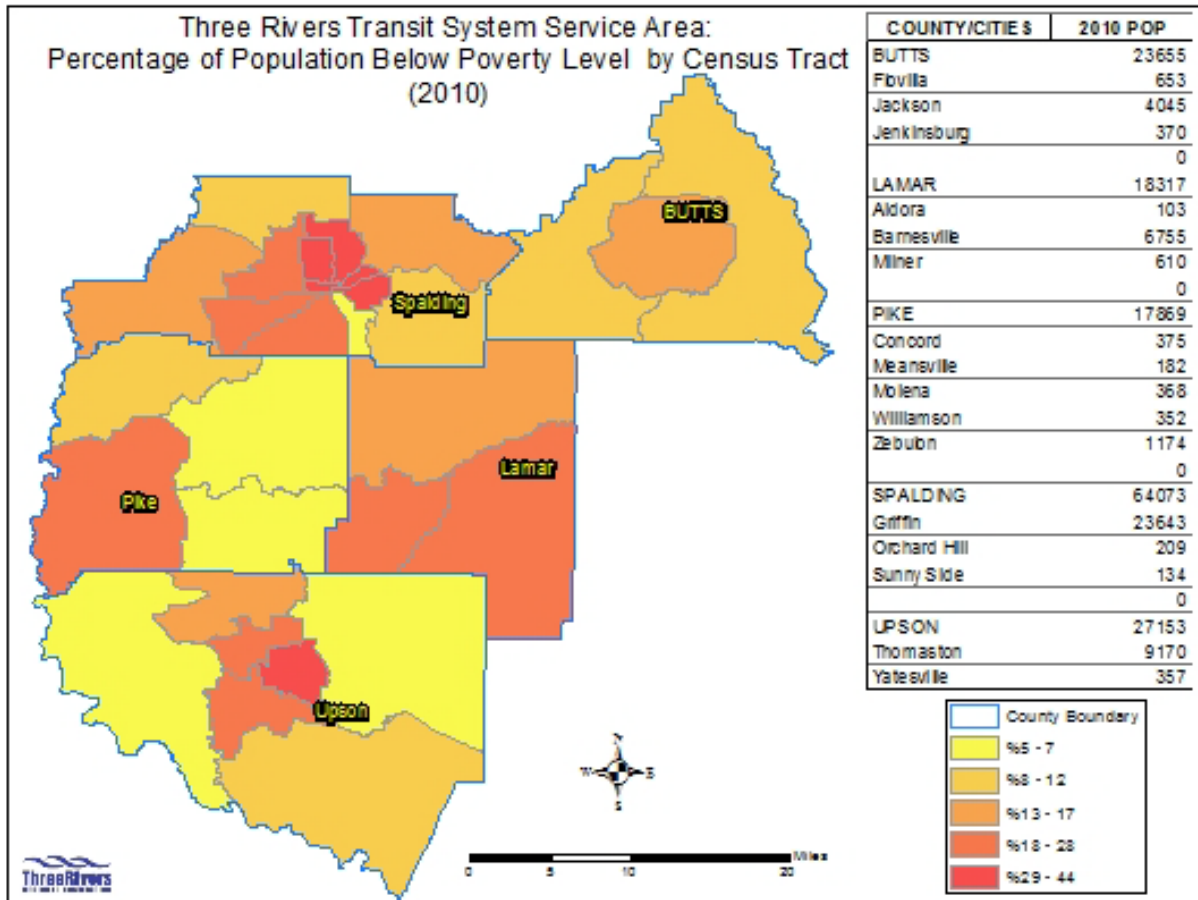 Three Rivers Transit System Service Area:
Percentage of Population Below Poverty Level by Census Tract
(2010)
BUTTS
Spalding
Lamar
Pike
Upson
N
W E
S
Miles
0 5 10 20
ThreeRivers
COUNTY/CITIES 2010 POP
BUTTS 23655
Flovilla 653
Jackson 4045
Jenkinsburg 370
0
LAMAR 18317
Aldora 103
Barnesville 6755
Milner 610
0
PIKE 17869
Concord 375
Meansville 182
Molena 368
Williamson 352
Zebulon 1174
0
SPALDING 64073
Griffin 23643
Orchard Hill 209
Sunny Side 134
0
UPSON 27153
Thomaston 9170
Yatesville 357
County Boundary
%5 - 7
%8 - 12
%13 - 17
%18 - 28
%29 - 44